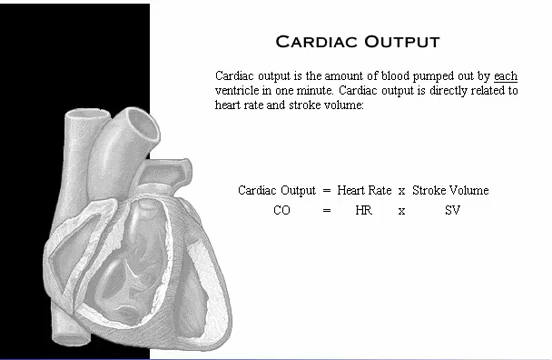 CARDIAC OUTPUT
Cardiac output is the amount of blood pumped out by each
ventricle in one minute. Cardiac output is directly related to
heart rate and stroke volume:
Cardiac Output = Heart Rate x Stroke Volume
CO = HR x SV